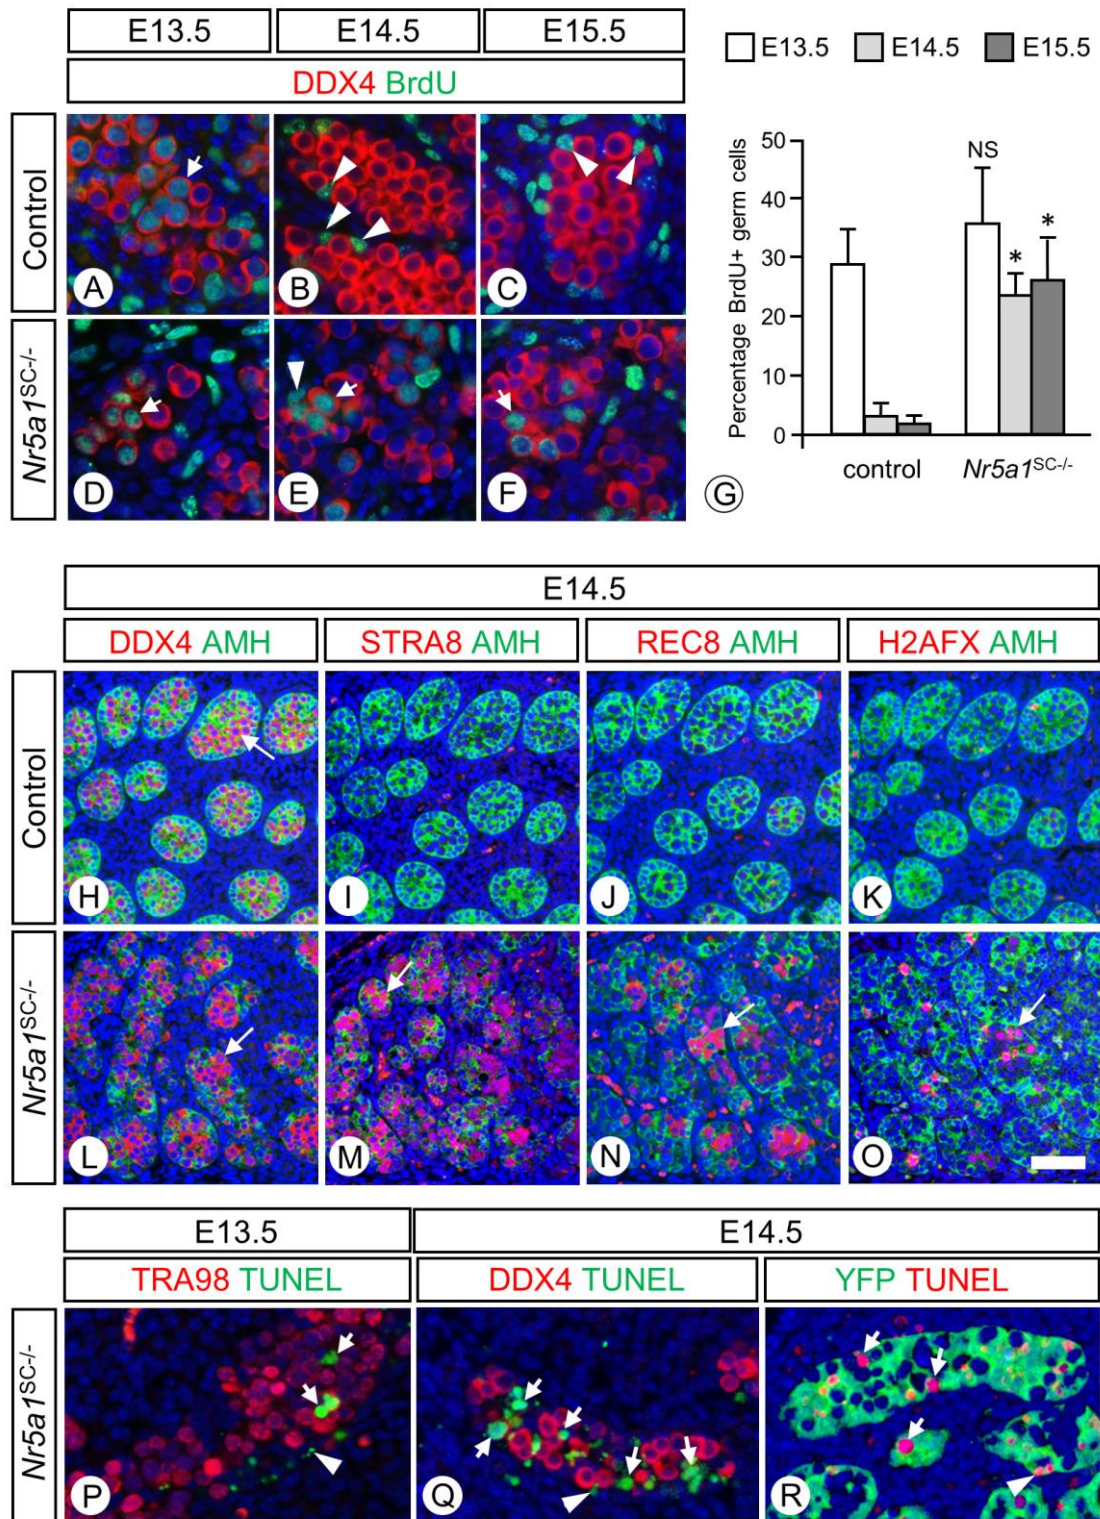 E13.5 E14.5 E15.5
DDX4 BrdU
Control
A B C
Nr5a1SC-/-
D E F
E13.5 E14.5 E15.5
Percentage BrdU+ germ cells
50
40
30
20
10
0
NS
*
*
control Nr5a1SC-/-
G
E14.5
DDX4 AMH STRA8 AMH REC8 AMH H2AFX AMH
Control
H I J K
Nr5a1SC-/-
L M N O
E13.5 E14.5
TRA98 TUNEL DDX4 TUNEL YFP TUNEL
Nr5a1SC-/-
P Q R